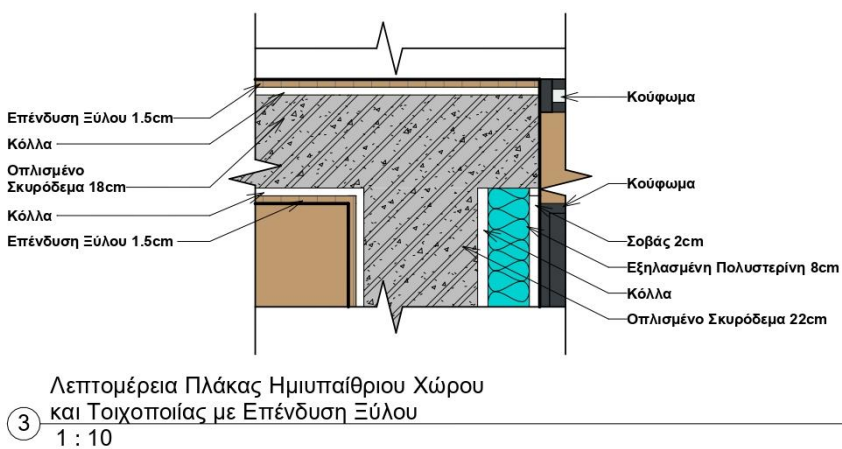 Επένδυση Ξύλου 1.5cm
Κόλλα
Οπλισμένο
Σκυρόδεμα 18cm
Κόλλα
Επένδυση Ξύλου 1.5cm
Κούφωμα
Κούφωμα
Σοβάς 2cm
Εξηλασμένη Πολυστερίνη 8cm
Κόλλα
Οπλισμένο Σκυρόδεμα 22cm
Λεπτομέρεια Πλάκας Ημιυπαίθριου Χώρου
και Τοιχοποιίας με Επένδυση Ξύλου
3
1 : 10